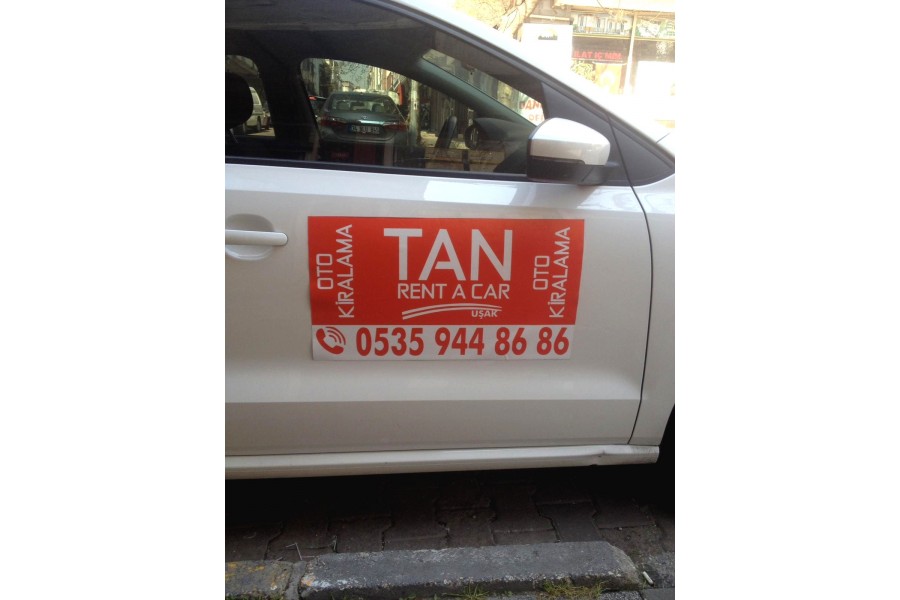 OTO
KİRALAMA
TAN
RENT A CAR
UŞAK
OTO
KİRALAMA
0535 944 86 86